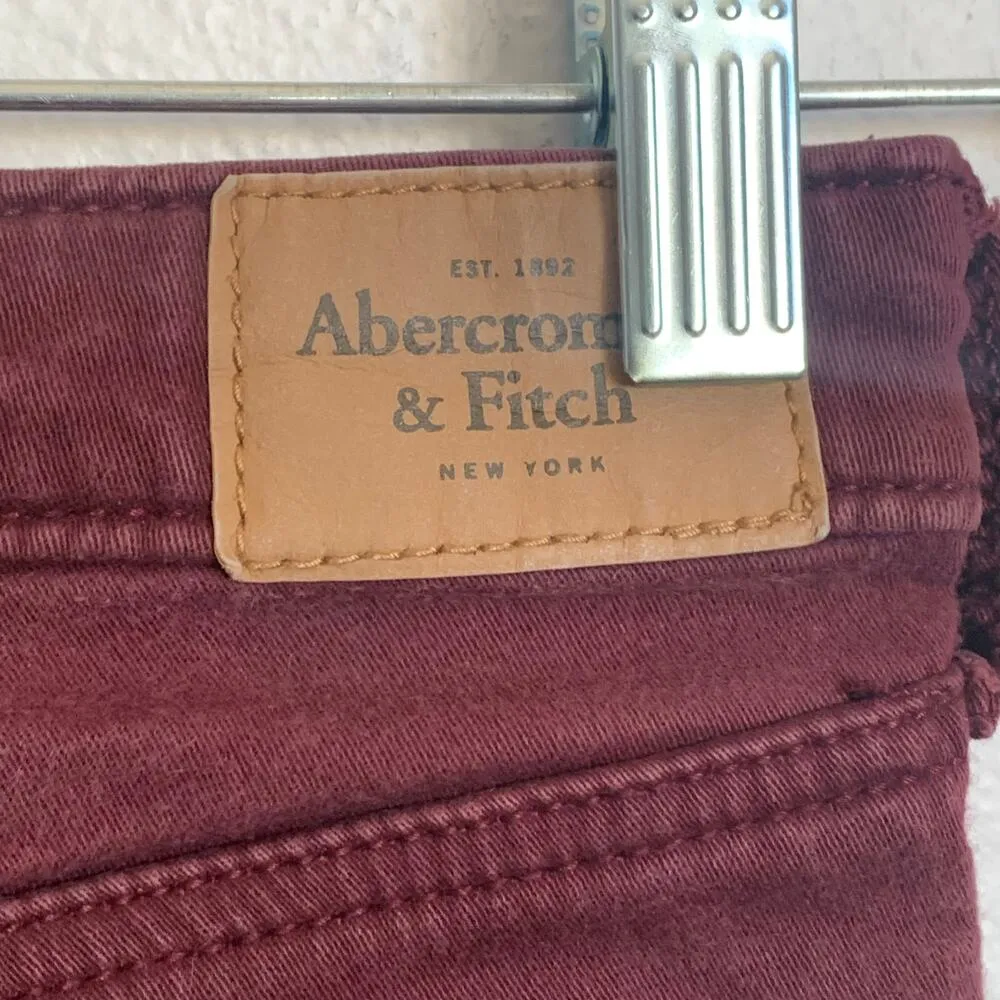 EST. 1892
Abercrom
& Fitch
NEW YORK